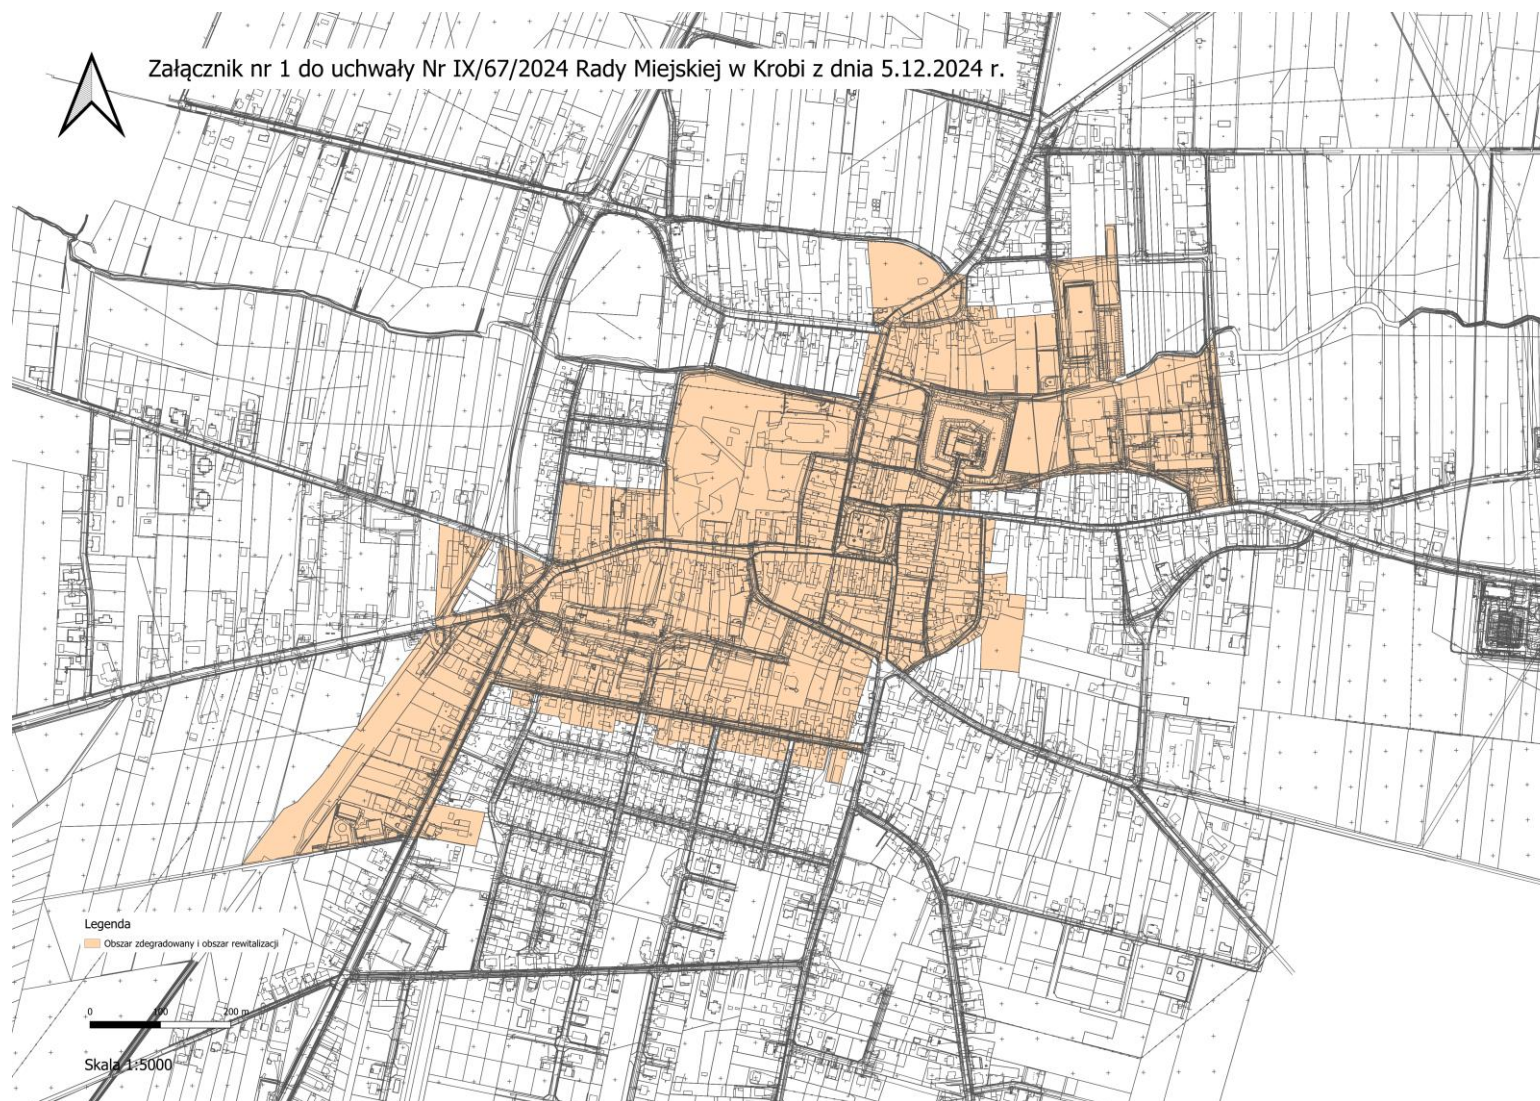 Załącznik nr 1 do uchwały Nr IX/67/2024 Rady Miejskiej w Krobi z dnia 5.12.2024 r.
Legenda
Obszar zdegradowany i obszar rewitalizacji
0 100 200 m
Skala 1:5000